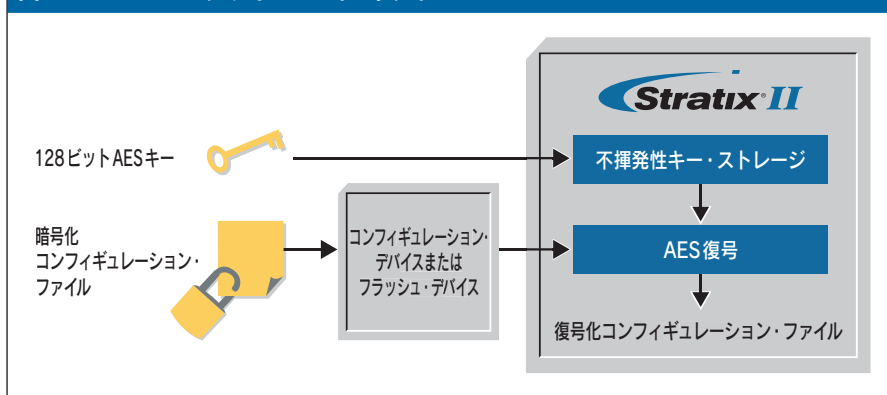 Stratix II
128ビットAESキー
不揮発性キー・ストレージ
暗号化
コンフィギュレーション・
ファイル
コンフィギュレーション・
デバイスまたは
フラッシュ・デバイス
AES復号
復号化コンフィギュレーション・ファイル